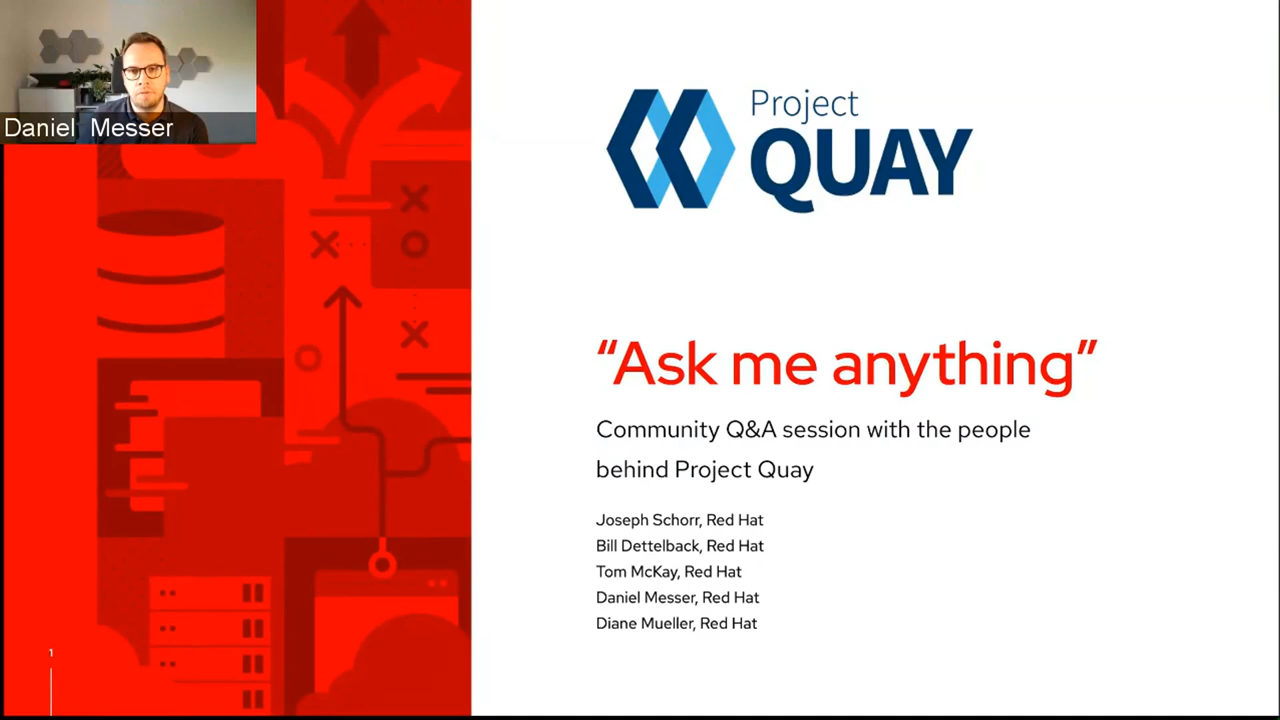 Daniel Messer
Project
QUAY
“Ask me anything”
Community Q&A session with the people
behind Project Quay
Joseph Schorr, Red Hat
Bill Dettelback, Red Hat
Tom McKay, Red Hat
Daniel Messer, Red Hat
Diane Mueller, Red Hat
1